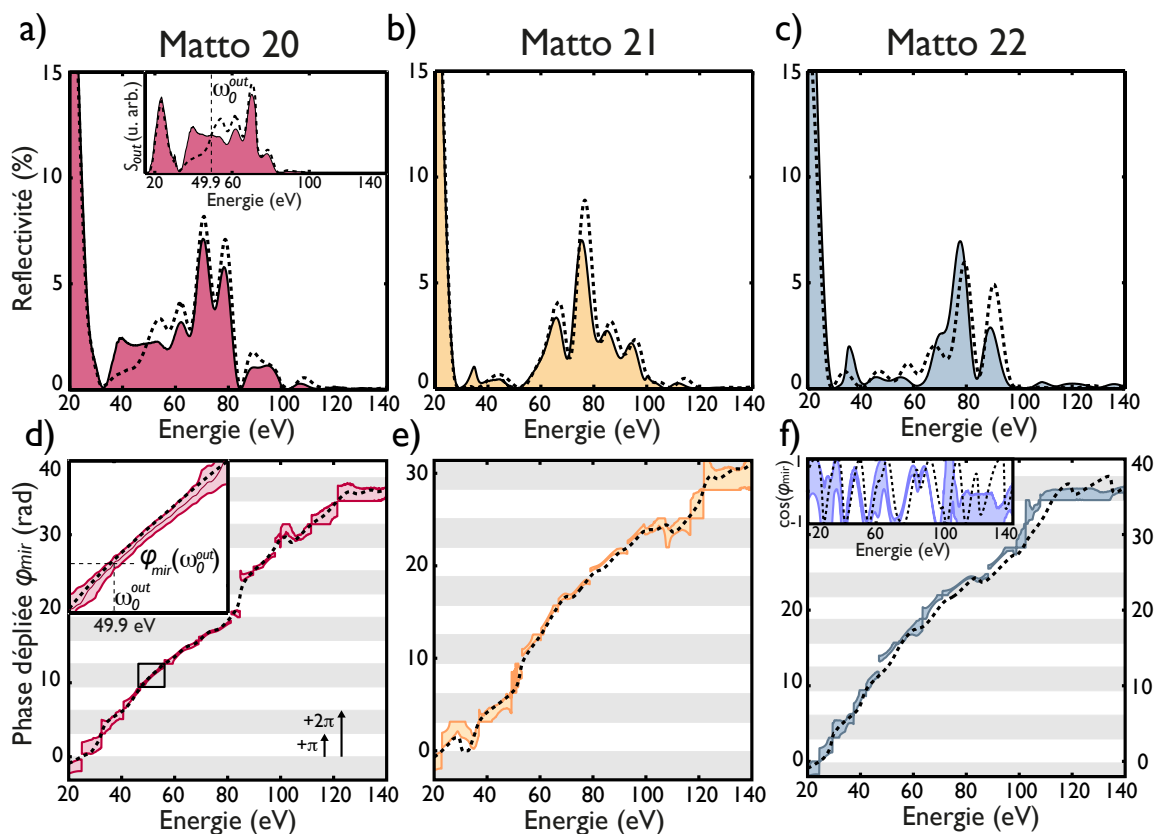 a) Matto 20
b) Matto 21
c) Matto 22
Reflectivité (%)
15
10
5
0
20 40 60 80 100 120 140
Energie (eV)
S_out (u. arb.)
ω_0^out
20 49.9 60 100 140
Energie (eV)
15
10
5
0
20 40 60 80 100 120 140
Energie (eV)
15
10
5
0
20 40 60 80 100 120 140
Energie (eV)
d)
Phase dépliée φ_mir (rad)
40
30
20
10
0
φ_mir(ω_0^out)
ω_0^out
49.9 eV
+2π
+π
20 40 60 80 100 120 140
Energie (eV)
e)
30
20
10
0
20 40 60 80 100 120 140
Energie (eV)
f)
cos(φ_mir)
1
-1
20 60 100 140
Energie (eV)
20
10
0
40
30
20
10
0
20 40 60 80 100 120 140
Energie (eV)